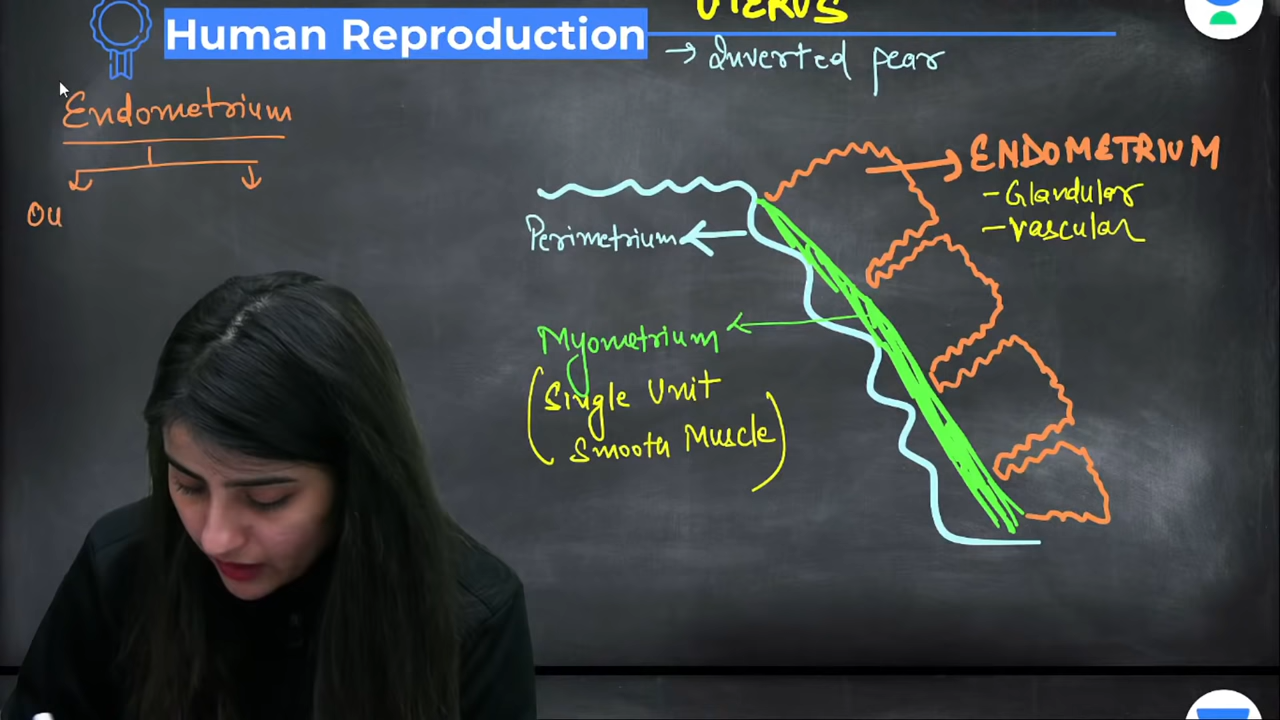 UTERUS
Human Reproduction
→ Inverted pear
Endometrium
OU
ENDOMETRIUM
- Glandular
- Vascular
Perimetrium
Myometrium
(Single Unit
Smooth Muscle)